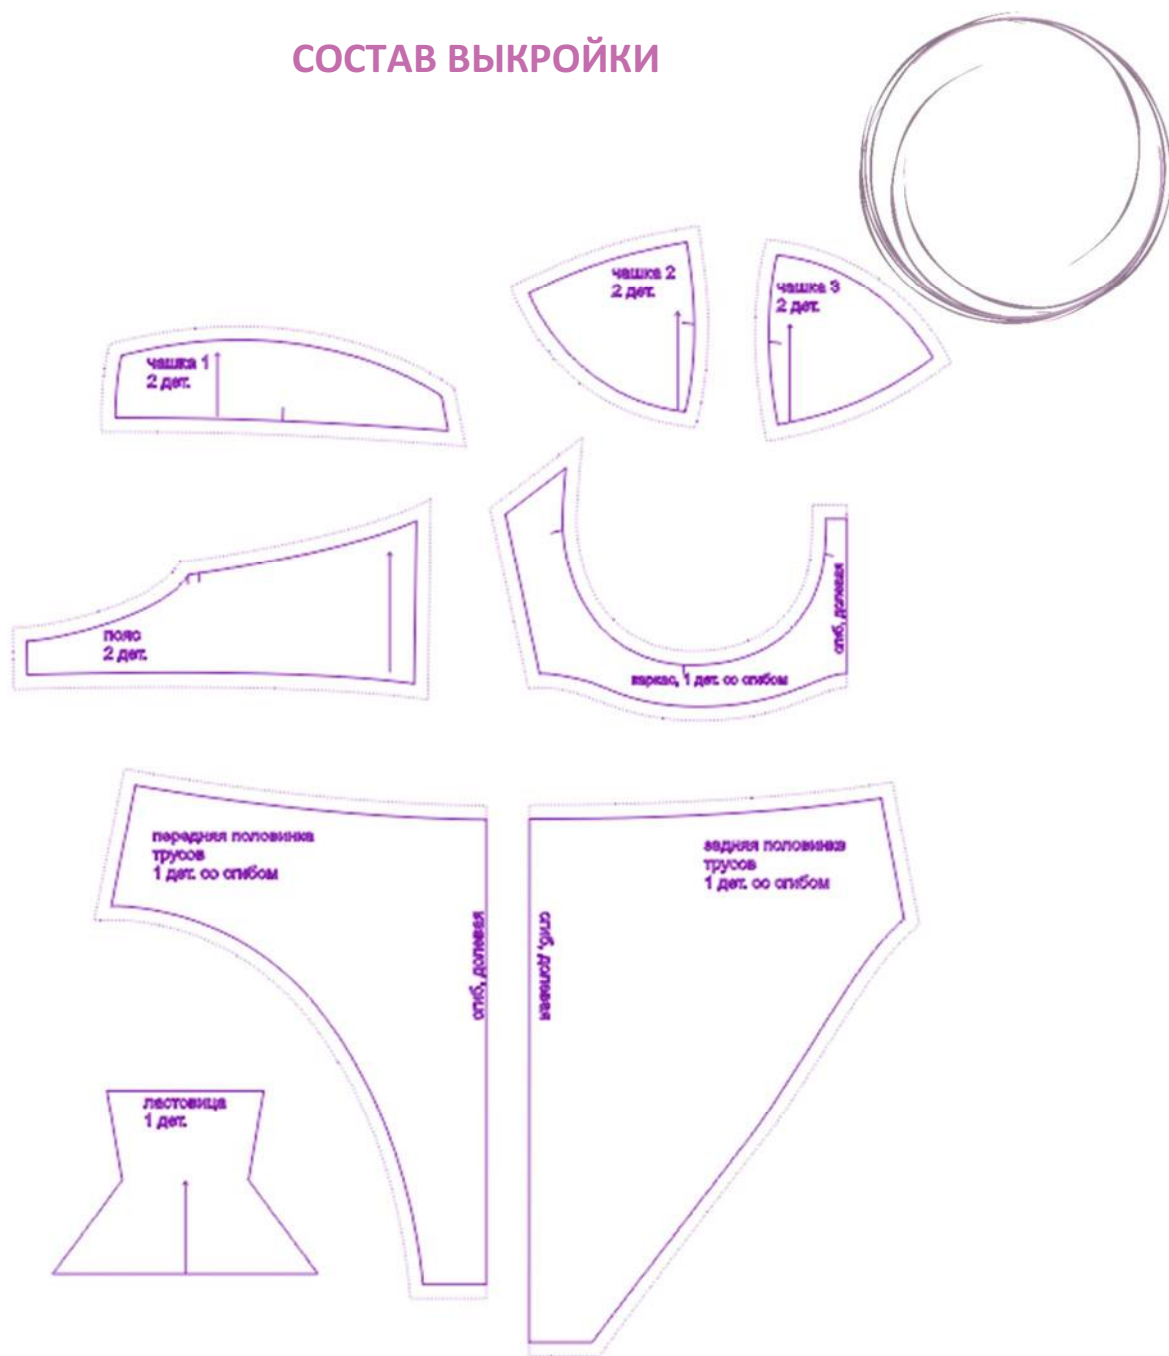 СОСТАВ ВЫКРОЙКИ
чашка 1
2 дет.
чашка 2
2 дет.
чашка 3
2 дет.
пояс
2 дет.
каркас, 1 дет. со сгибом
сгиб, долевая
передняя половинка
трусов
1 дет. со сгибом
сгиб, долевая
задняя половинка
трусов
1 дет. со сгибом
сгиб, долевая
ластовица
1 дет.